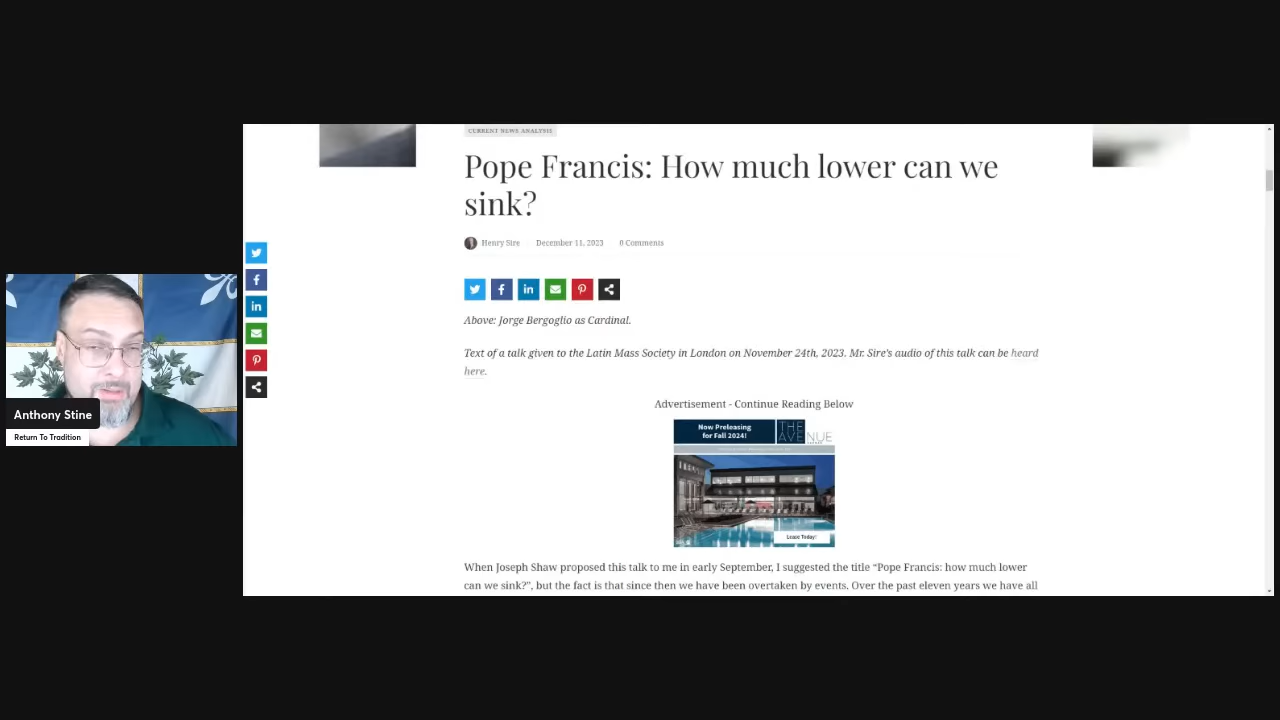 CURRENT NEWS ANALYSIS
Pope Francis: How much lower can we
sink?
Henry Sire
December 11, 2023
0 Comments
Above: Jorge Bergoglio as Cardinal.
Text of a talk given to the Latin Mass Society in London on November 24th, 2023. Mr. Sire's audio of this talk can be heard
here.
Advertisement - Continue Reading Below
Now Preleasing
for Fall 2024!
THE
AVENUE
Lease Today!
When Joseph Shaw proposed this talk to me in early September, I suggested the title “Pope Francis: how much lower
can we sink?”, but the fact is that since then we have been overtaken by events. Over the past eleven years we have all
Anthony Stine
Return To Tradition